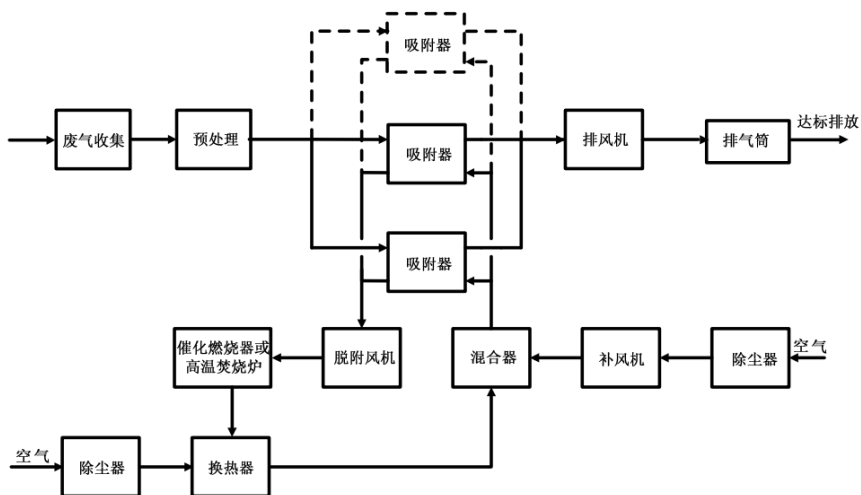 吸附器
达标排放
废气收集
预处理
吸附器
排风机
排气筒
吸附器
催化燃烧器或
高温焚烧炉
脱附风机
混合器
补风机
除尘器
空气
空气
除尘器
换热器